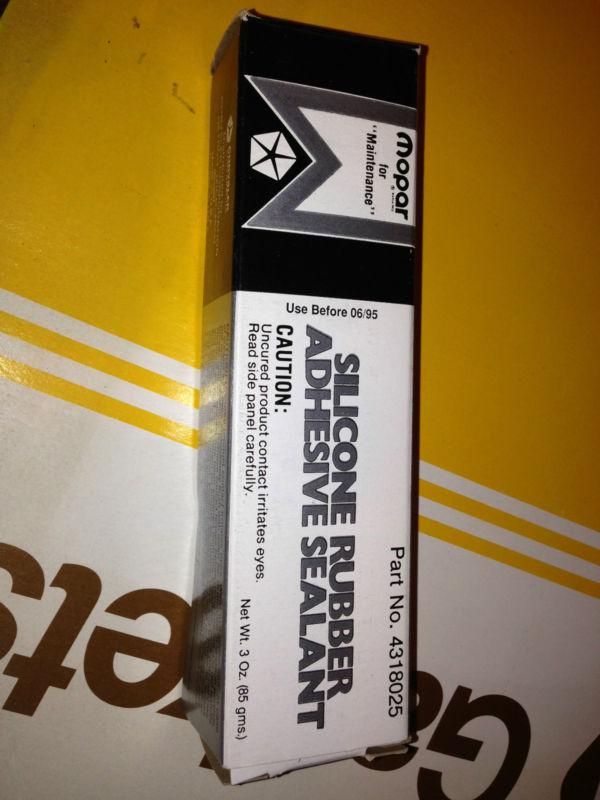 Mopar
for
"Maintenance"
Use Before 06/95
Part No. 4318025
SILICONE RUBBER
ADHESIVE SEALANT
CAUTION:
Uncured product contact irritates eyes.
Read side panel carefully.
Net Wt. 3 Oz. (85 gms.)